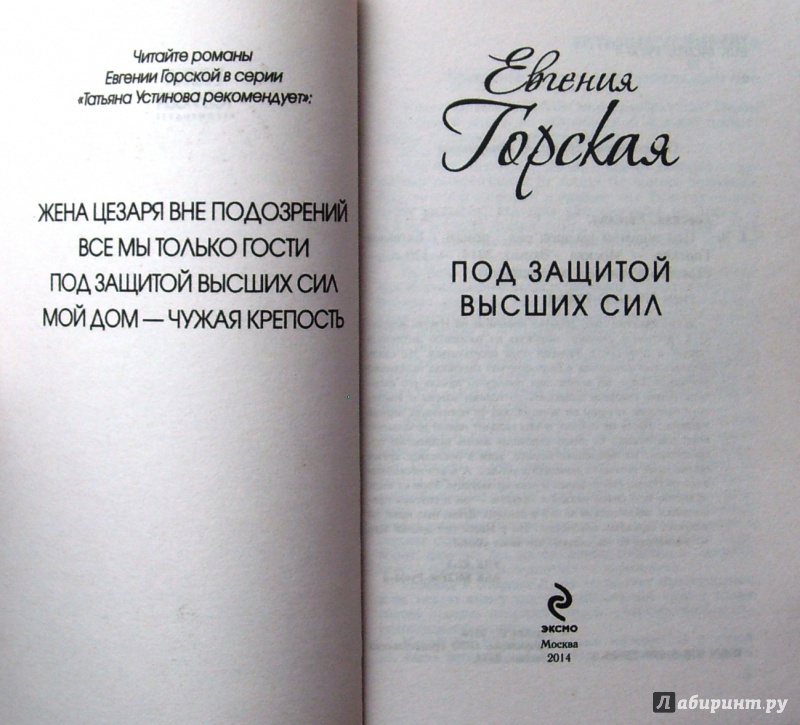 Читайте романы
Евгении Горской в серии
«Татьяна Устинова рекомендует»:
ЖЕНА ЦЕЗАРЯ ВНЕ ПОДОЗРЕНИЙ
ВСЕ МЫ ТОЛЬКО ГОСТИ
ПОД ЗАЩИТОЙ ВЫСШИХ СИЛ
МОЙ ДОМ — ЧУЖАЯ КРЕПОСТЬ
Евгения
Горская
ПОД ЗАЩИТОЙ
ВЫСШИХ СИЛ
ЭКСМО
Москва
2014
Лабиринт.ру